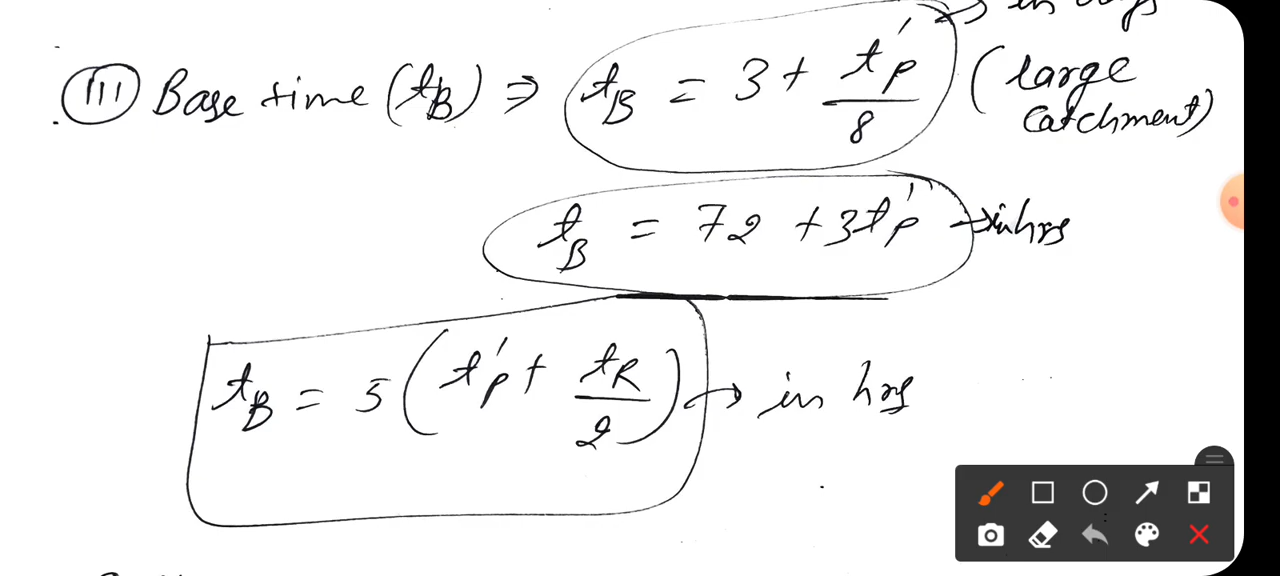 (III) Base time (tB) ⇒ tB = 3 + t'p/8 (large catchment)
tB = 72 + 3t'p → in hrs
tB = 5 (t'p + tR/2) → in hrs